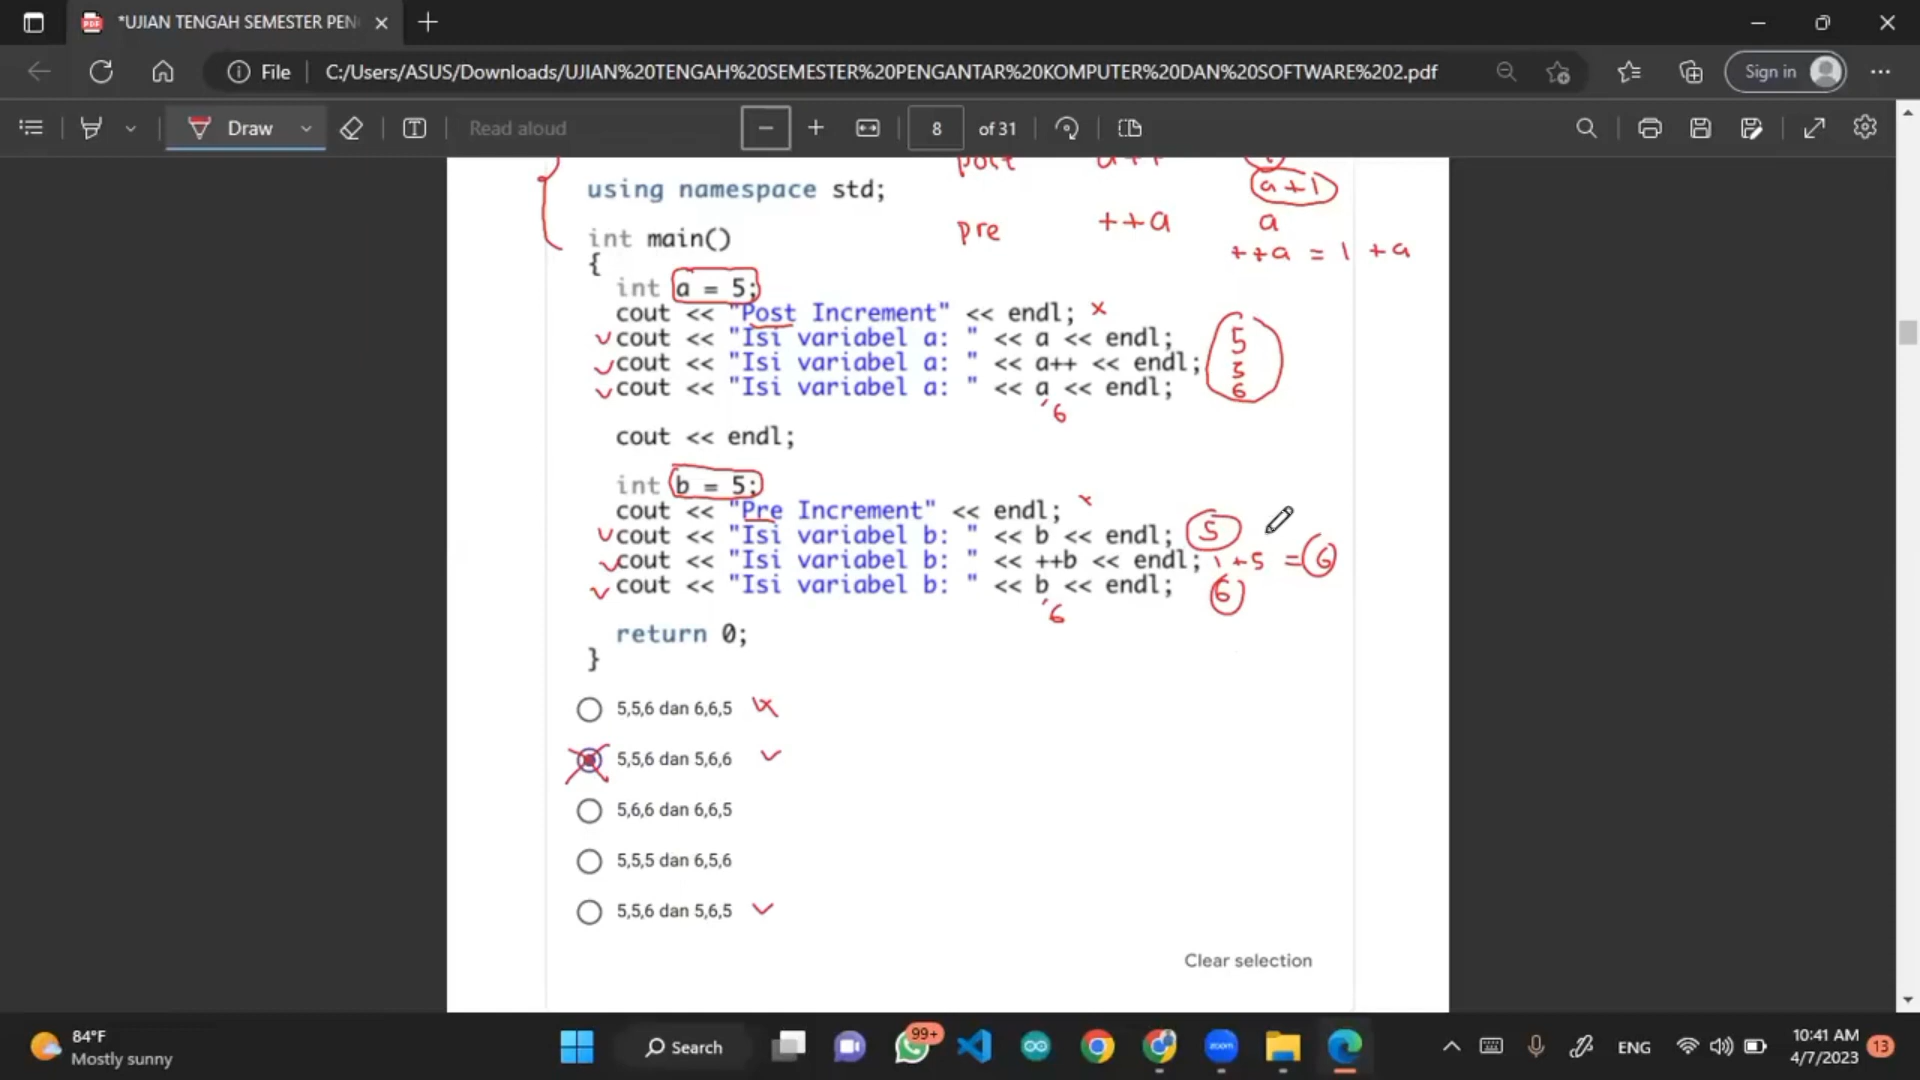 *UJIAN TENGAH SEMESTER PEN
File
C:/Users/ASUS/Downloads/UJIAN%20TENGAH%20SEMESTER%20PENGANTAR%20KOMPUTER%20DAN%20SOFTWARE%202.pdf
Sign in
Draw
Read aloud
8 of 31
post
a + 1
using namespace std;
pre ++a a
++a = 1 + a
int main()
{
int a = 5;
cout << "Post Increment" << endl; x
cout << "Isi variabel a: " << a << endl; 5
cout << "Isi variabel a: " << a++ << endl; 5
cout << "Isi variabel a: " << a << endl; 6
6
cout << endl;
int b = 5;
cout << "Pre Increment" << endl; x
cout << "Isi variabel b: " << b << endl; 5
cout << "Isi variabel b: " << ++b << endl; 1 + 5 = 6
cout << "Isi variabel b: " << b << endl; 6
6
return 0;
}
5,5,6 dan 6,6,5
5,5,6 dan 5,6,6
5,6,6 dan 6,6,5
5,5,5 dan 6,5,6
5,5,6 dan 5,6,5
Clear selection
84°F
Mostly sunny
Search
99+
zoom
ENG
10:41 AM
4/7/2023
13